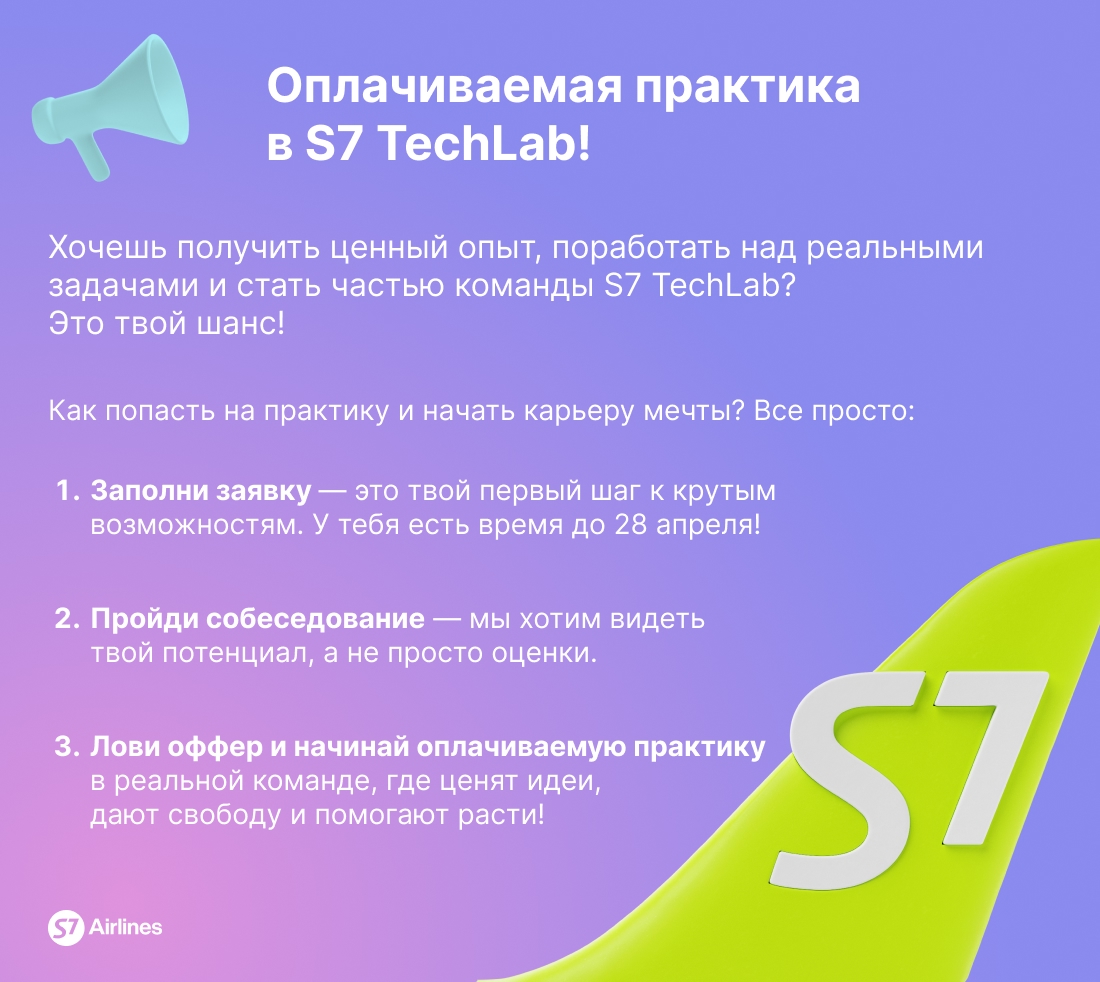 Оплачиваемая практика
в S7 TechLab!
Хочешь получить ценный опыт, поработать над реальными
задачами и стать частью команды S7 TechLab?
Это твой шанс!
Как попасть на практику и начать карьеру мечты? Все просто:
1. Заполни заявку — это твой первый шаг к крутым
возможностям. У тебя есть время до 28 апреля!
2. Пройди собеседование — мы хотим видеть
твой потенциал, а не просто оценки.
3. Лови оффер и начинай оплачиваемую практику
в реальной команде, где ценят идеи,
дают свободу и помогают расти!
S7
S7 Airlines